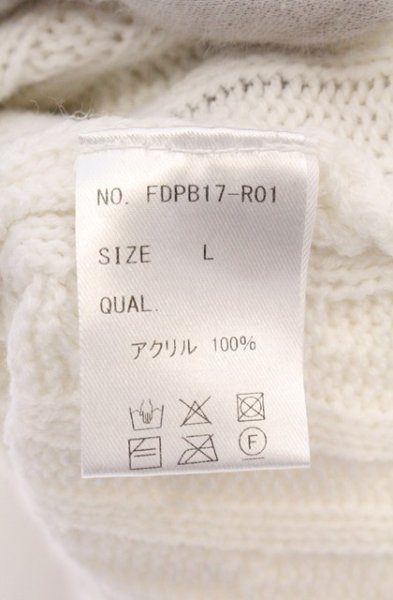 NO. FDPB17-R01
SIZE L
QUAL.
アクリル 100%
F